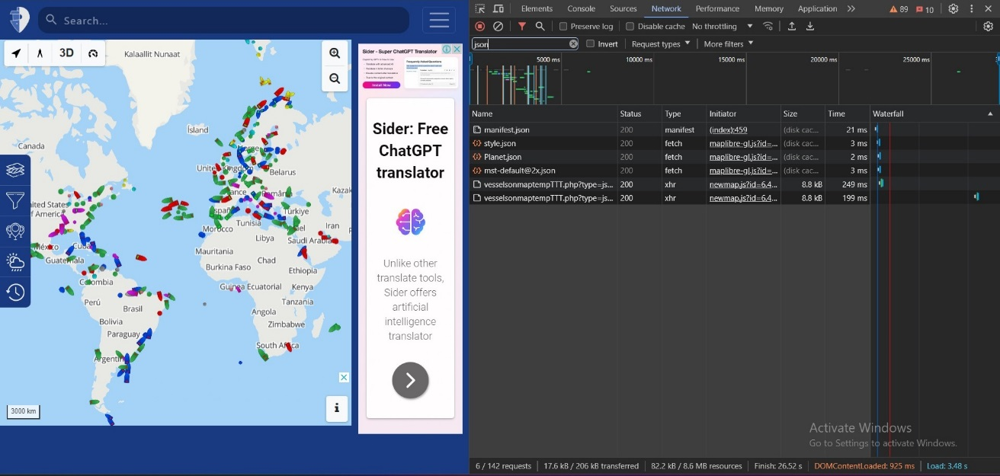 Search...
3D
Kalaallit Nunaat
Ísland
Canada
Norge
United Kingdom
Belarus
Kazak
France
România
España
Türkiye
ited States
f America
Tunisia
Morocco
Iran
Libya
Saudi Arabia
México
Cuba
Mauritania
Guatemala
Chad
Burkina Faso
Ethiopia
Colombia
Guinea Ecuatorial
Kenya
Perú
Brasil
Tanzania
Angola
Bolivia
Zimbabwe
Paraguay
South Africa
Argentina
3000 km
i
Sider - Super ChatGPT Translator
Install Now
Frequently Asked Questions
Sider: Free
ChatGPT
translator
Unlike other
translate tools,
Sider offers
artificial
intelligence
translator
Elements Console Sources Network Performance Memory Application 89 10
Preserve log Disable cache No throttling
json Invert Request types More filters
5000 ms 10000 ms 15000 ms 20000 ms 25000 ms
Name Status Type Initiator Size Time Waterfall
manifest.json 200 manifest (index):459 (disk cac... 21 ms
style.json 200 fetch maplibre-gl.js?id=... (disk cac... 3 ms
Planet.json 200 fetch maplibre-gl.js?id=... (disk cac... 2 ms
mst-default@2x.json 200 fetch maplibre-gl.js?id=... (disk cac... 3 ms
vesselsonmaptempTTT.php?type=js... 200 xhr newmap.js?id=6.4... 8.8 kB 249 ms
vesselsonmaptempTTT.php?type=js... 200 xhr newmap.js?id=6.4... 8.8 kB 199 ms
Activate Windows
Go to Settings to activate Windows.
6 / 142 requests 17.6 kB / 206 kB transferred 82.2 kB / 8.6 MB resources Finish: 26.52 s DOMContentLoaded: 925 ms Load: 3.48 s